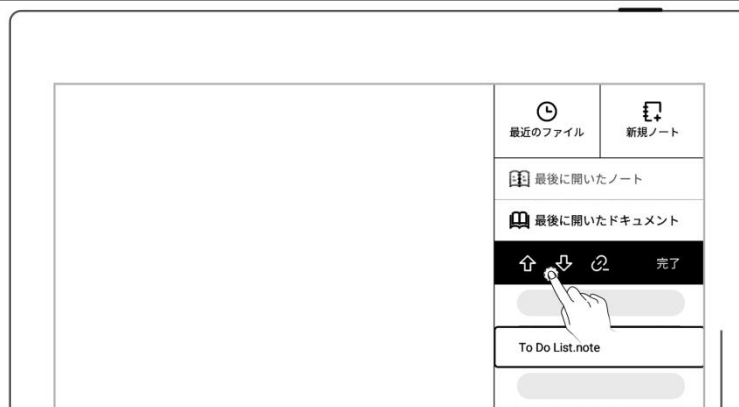 最近のファイル
新規ノート
最後に開いたノート
最後に開いたドキュメント
完了
To Do List.note